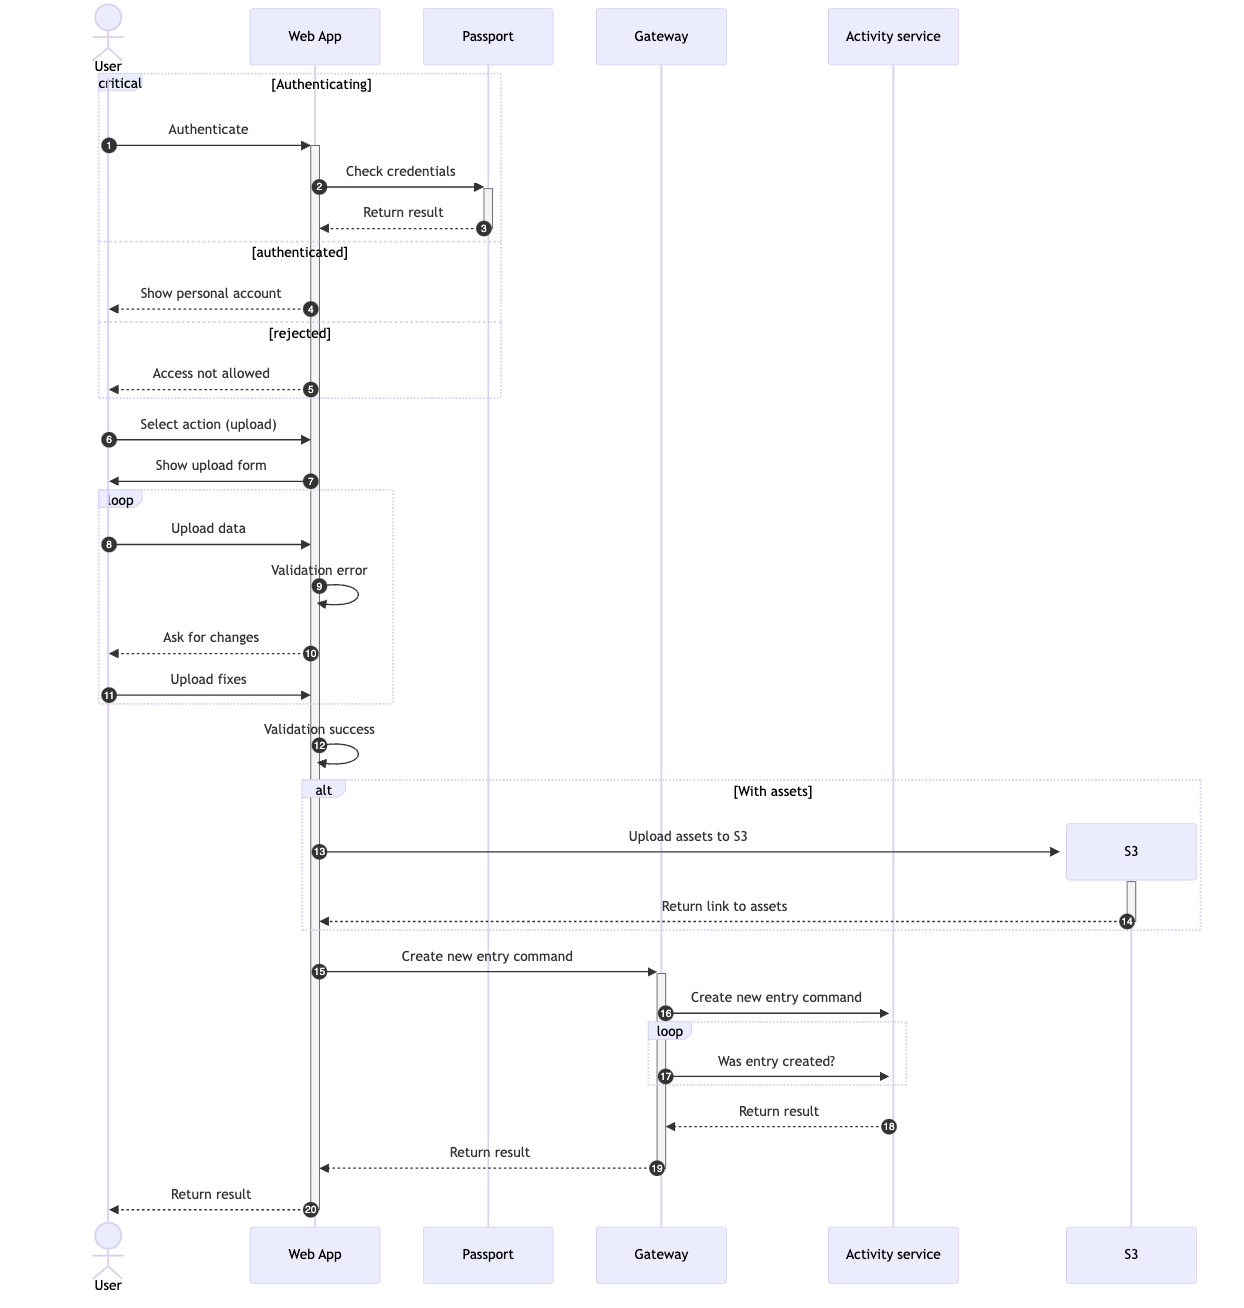 User
Web App
Passport
Gateway
Activity service
critical
[Authenticating]
Authenticate
1
Check credentials
2
Return result
3
[authenticated]
Show personal account
4
[rejected]
Access not allowed
5
Select action (upload)
6
Show upload form
7
loop
Upload data
8
Validation error
9
Ask for changes
10
Upload fixes
11
Validation success
12
alt
[With assets]
Upload assets to S3
13
S3
Return link to assets
14
Create new entry command
15
Create new entry command
16
loop
Was entry created?
17
Return result
18
Return result
19
Return result
20
User
Web App
Passport
Gateway
Activity service
S3